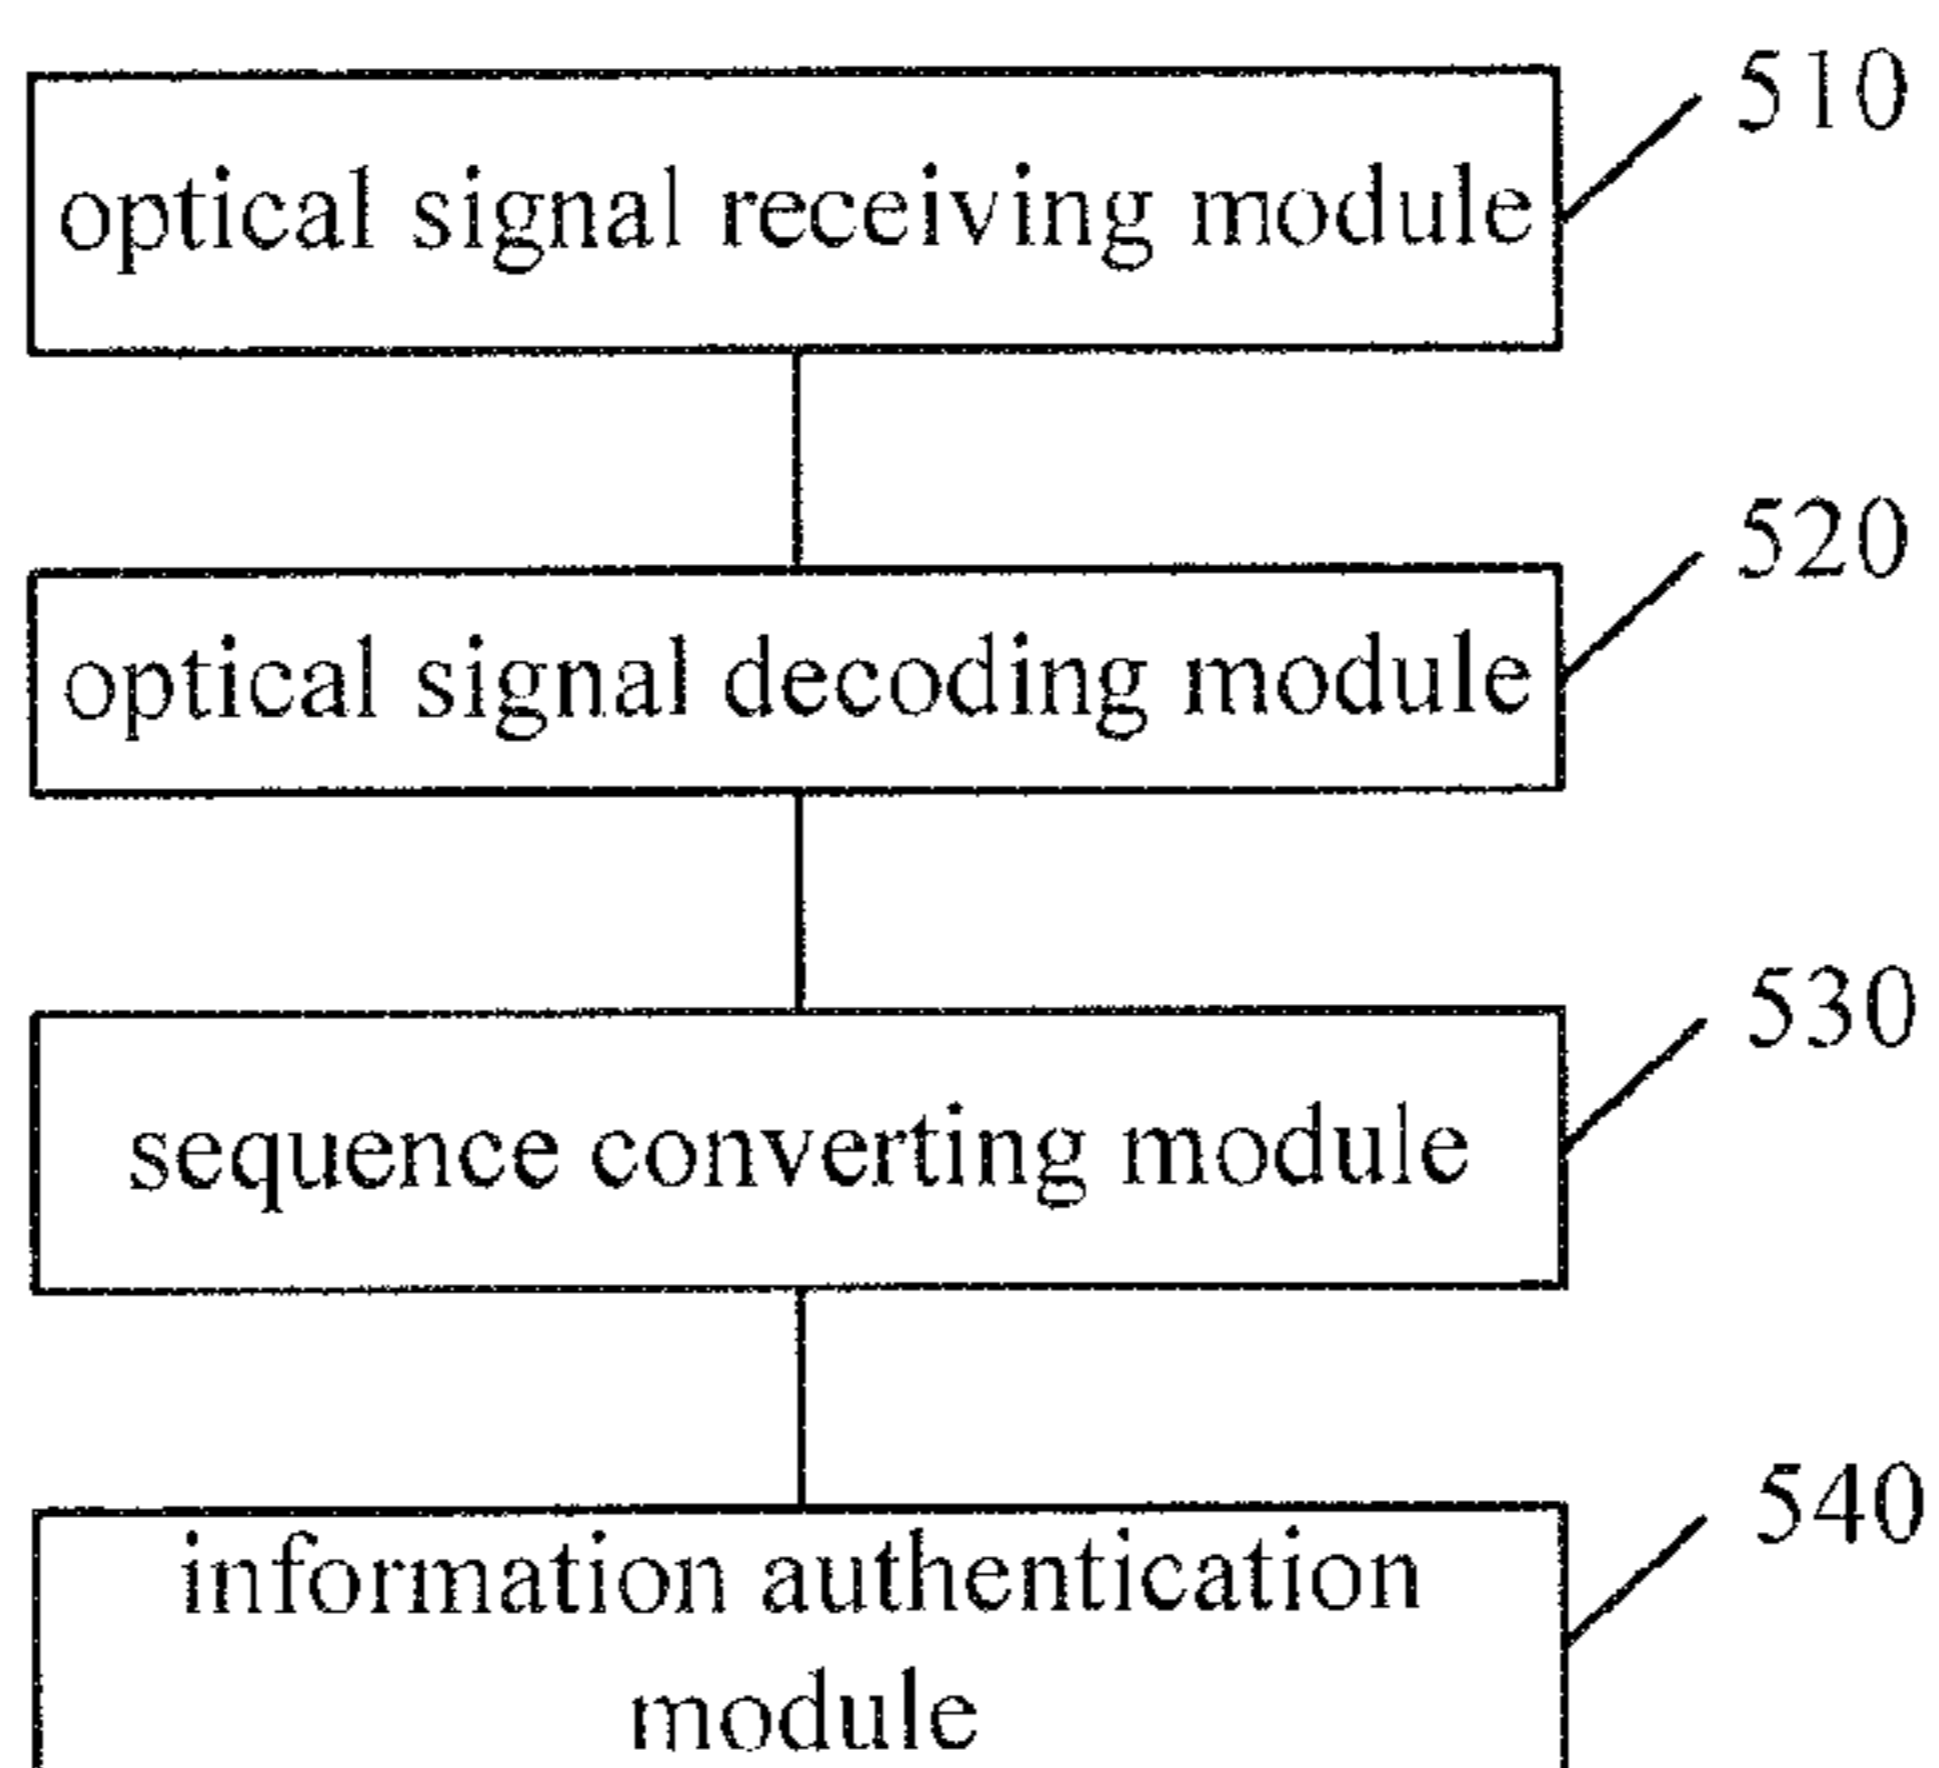 510
optical signal receiving module
520
optical signal decoding module
530
sequence converting module
540
information authentication
module